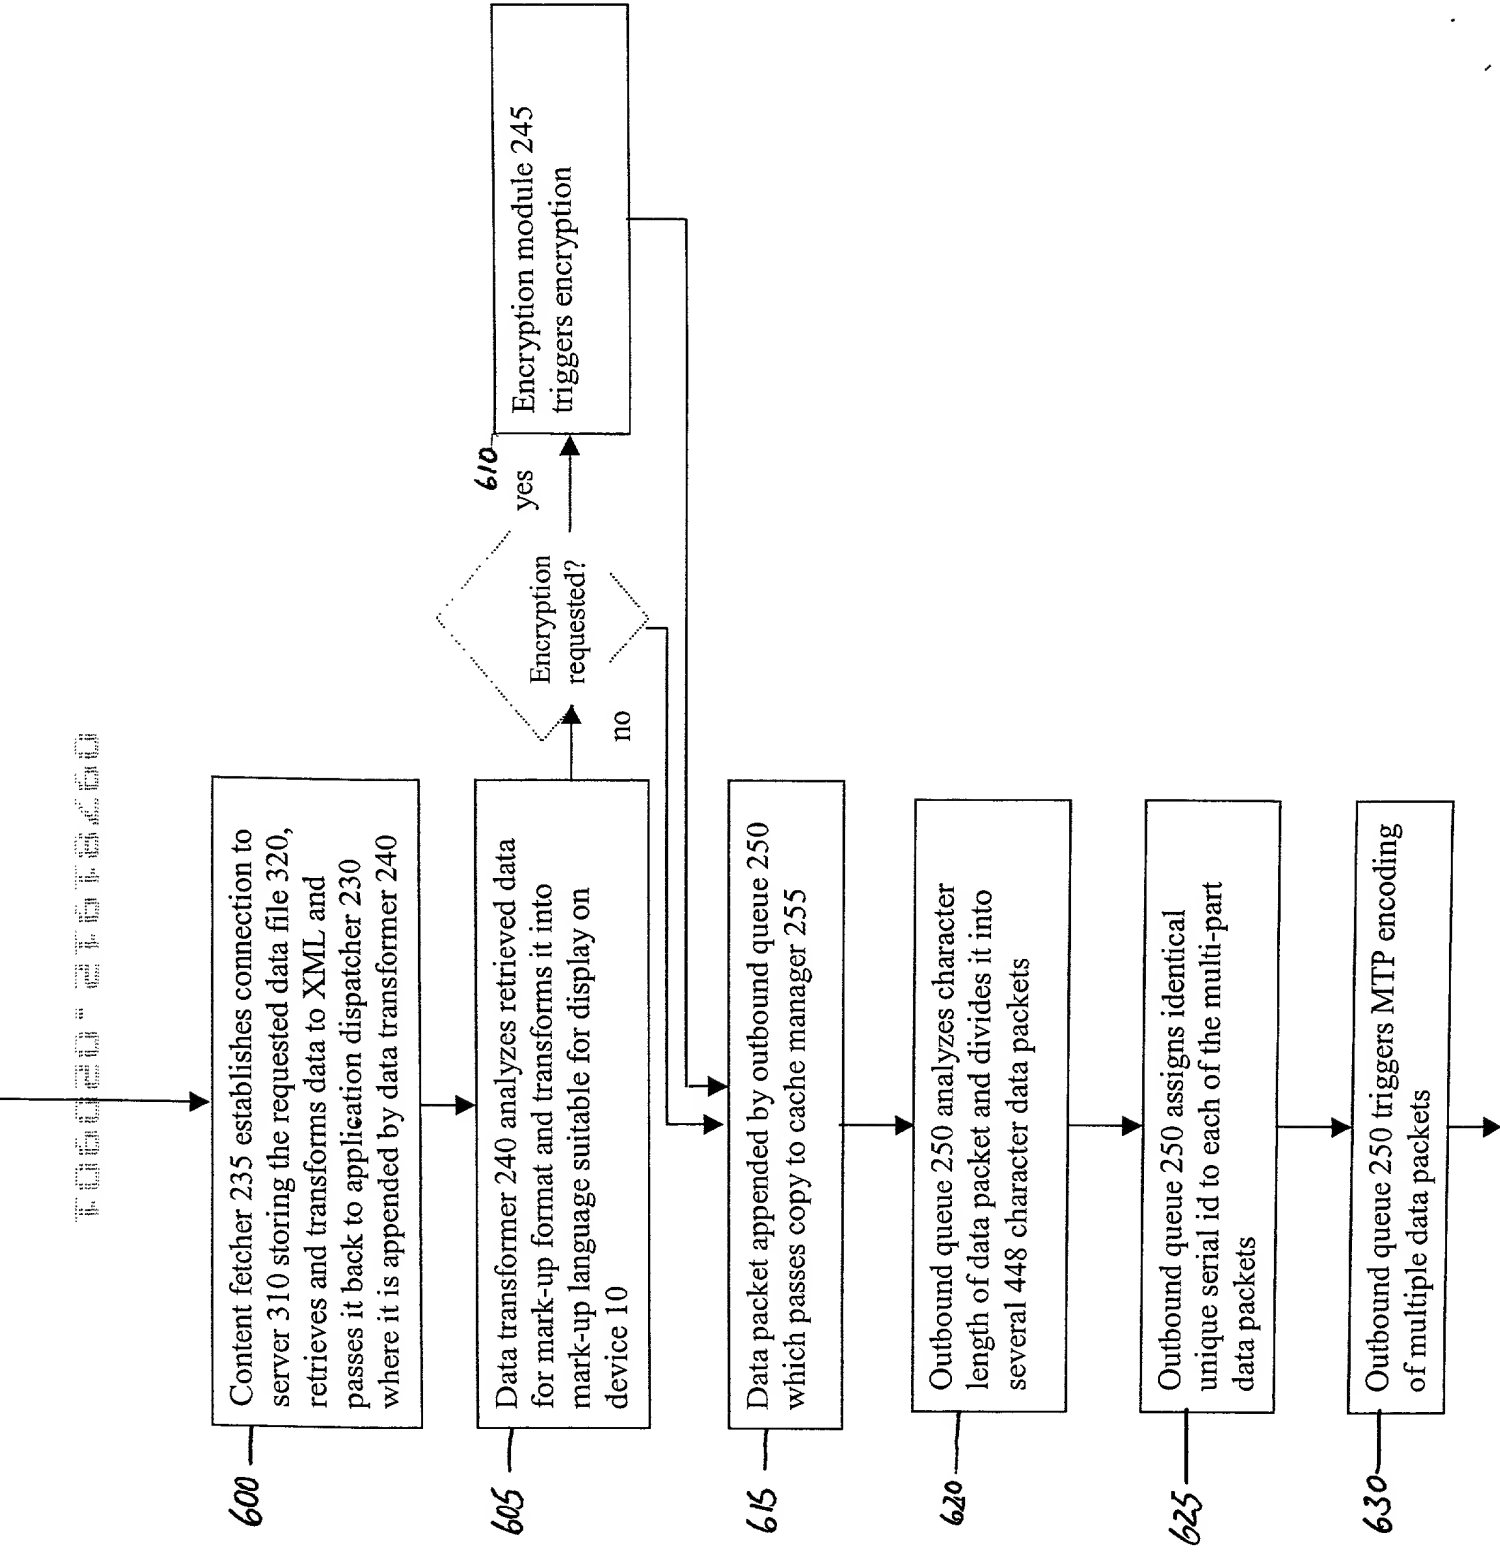 600
Content fetcher 235 establishes connection to
server 310 storing the requested data file 320,
retrieves and transforms data to XML and
passes it back to application dispatcher 230
where it is appended by data transformer 240
605
Data transformer 240 analyzes retrieved data
for mark-up format and transforms it into
mark-up language suitable for display on
device 10
Encryption
requested?
yes
no
610
Encryption module 245
triggers encryption
615
Data packet appended by outbound queue 250
which passes copy to cache manager 255
620
Outbound queue 250 analyzes character
length of data packet and divides it into
several 448 character data packets
625
Outbound queue 250 assigns identical
unique serial id to each of the multi-part
data packets
630
Outbound queue 250 triggers MTP encoding
of multiple data packets